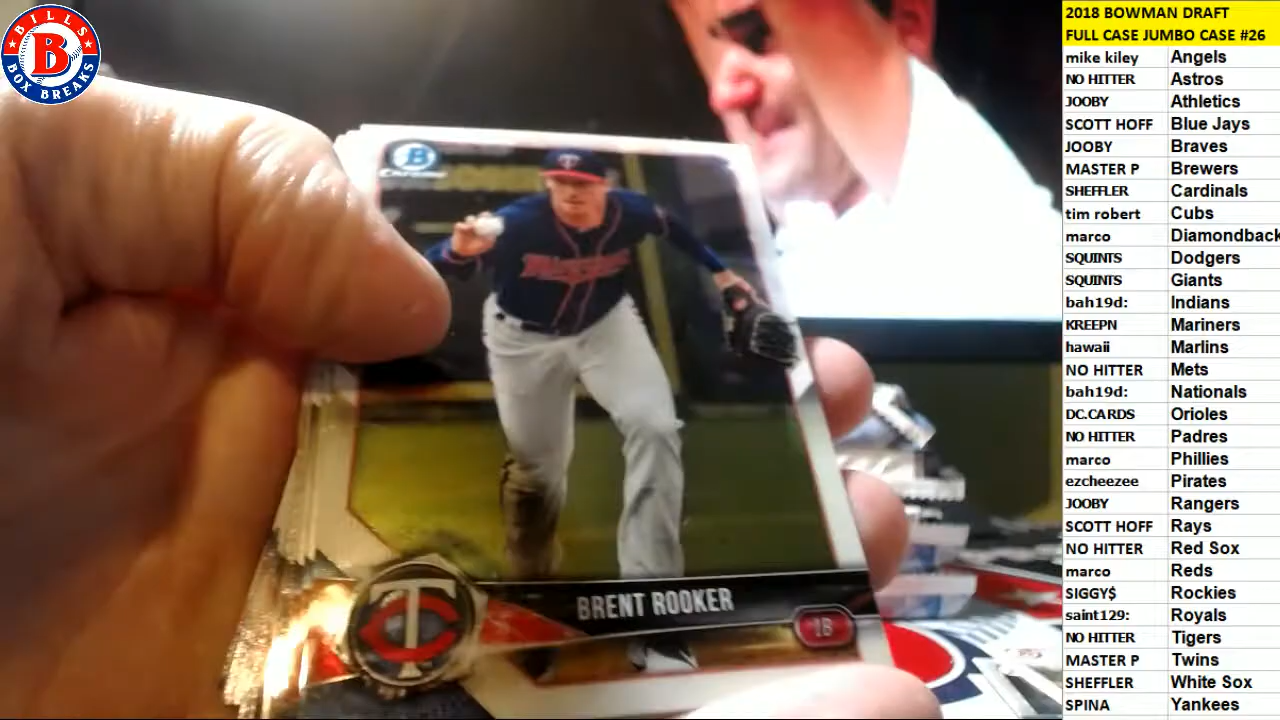 BILLS
B
BOX BREAKS
B
CHROME
BRENT ROOKER
1B
TC
2018 BOWMAN DRAFT
FULL CASE JUMBO CASE #26
mike kiley Angels
NO HITTER Astros
JOOBY Athletics
SCOTT HOFF Blue Jays
JOOBY Braves
MASTER P Brewers
SHEFFLER Cardinals
tim robert Cubs
marco Diamondback
SQUINTS Dodgers
SQUINTS Giants
bah19d: Indians
KREEPN Mariners
hawaii Marlins
NO HITTER Mets
bah19d: Nationals
DC.CARDS Orioles
NO HITTER Padres
marco Phillies
ezcheezee Pirates
JOOBY Rangers
SCOTT HOFF Rays
NO HITTER Red Sox
marco Reds
SIGGY$ Rockies
saint129: Royals
NO HITTER Tigers
MASTER P Twins
SHEFFLER White Sox
SPINA Yankees